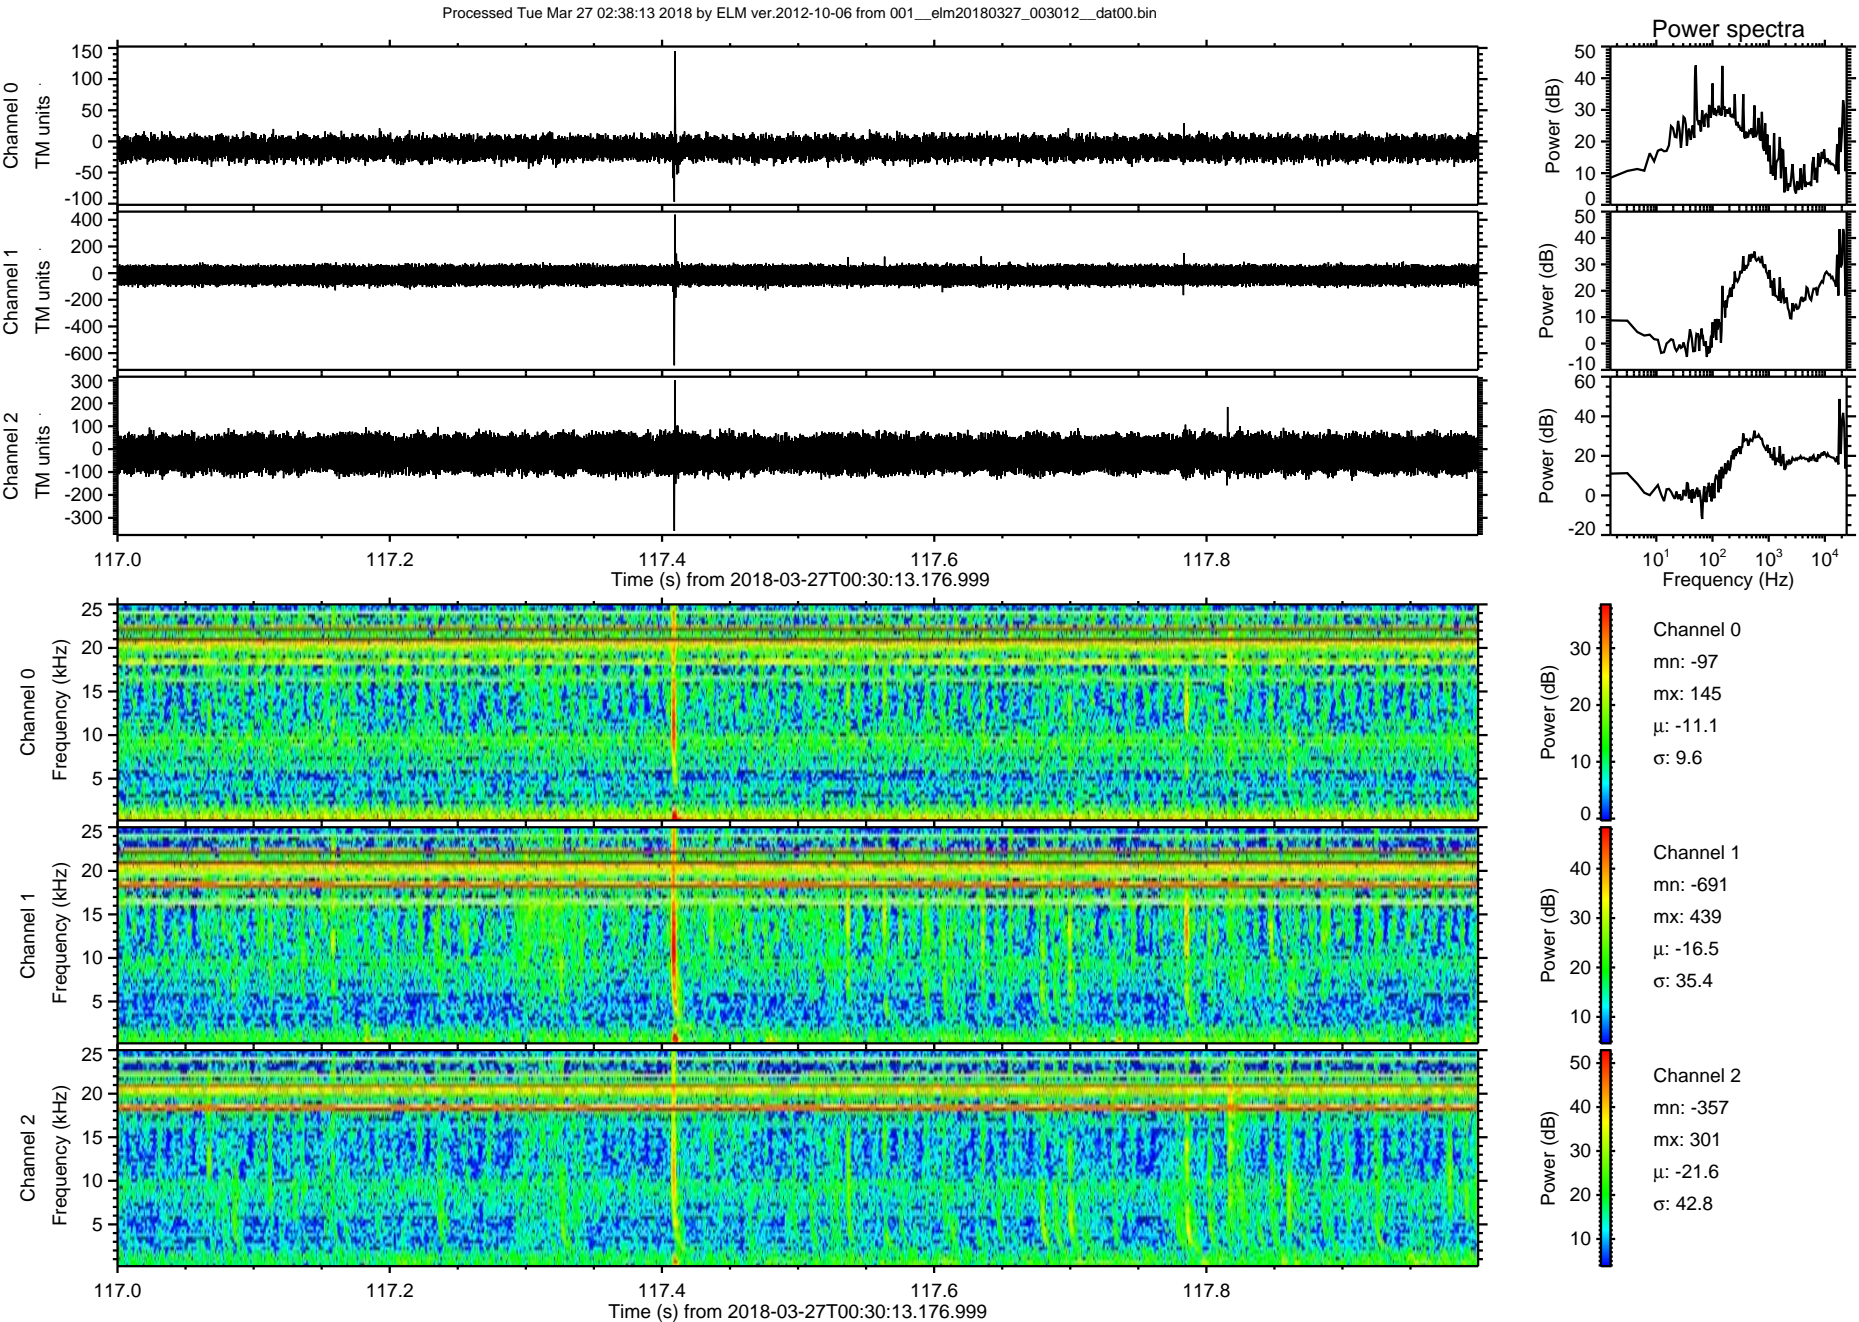 Processed Tue Mar 27 02:38:13 2018 by ELM ver.2012-10-06 from 001__elm20180327_003012__dat00.bin
Power spectra
Channel 0
TM units
150
100
50
0
-50
-100
Power (dB)
50
40
30
20
10
0
Channel 1
TM units
400
200
0
-200
-400
-600
Power (dB)
50
40
30
20
10
0
-10
Channel 2
TM units
300
200
100
0
-100
-200
-300
Power (dB)
60
40
20
0
-20
117.0 117.2 117.4 117.6 117.8
Time (s) from 2018-03-27T00:30:13.176.999
10^1 10^2 10^3 10^4
Frequency (Hz)
Channel 0
Frequency (kHz)
25
20
15
10
5
Power (dB)
30
20
10
0
Channel 0
mn: -97
mx: 145
μ: -11.1
σ: 9.6
Channel 1
Frequency (kHz)
25
20
15
10
5
Power (dB)
40
30
20
10
Channel 1
mn: -691
mx: 439
μ: -16.5
σ: 35.4
Channel 2
Frequency (kHz)
25
20
15
10
5
Power (dB)
50
40
30
20
10
Channel 2
mn: -357
mx: 301
μ: -21.6
σ: 42.8
117.0 117.2 117.4 117.6 117.8
Time (s) from 2018-03-27T00:30:13.176.999